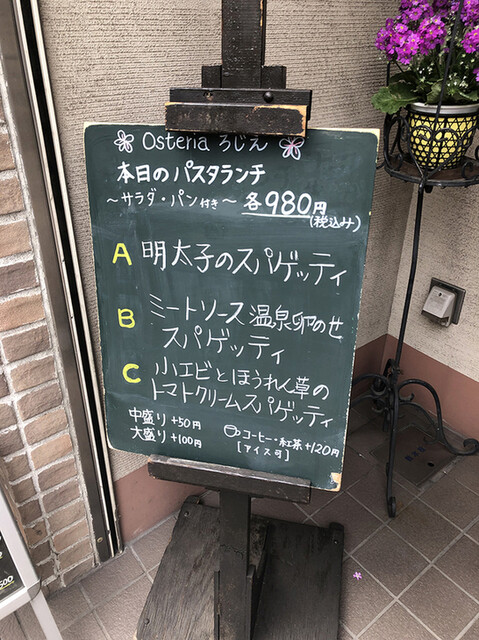 Osteria ろじえ
本日のパスタランチ
～サラダ・パン付き～ 各980円
(税込み)
A 明太子のスパゲッティ
B ミートソース温泉卵のせ
スパゲッティ
C 小エビとほうれん草の
トマトクリームスパゲッティ
中盛り +50円
大盛り +100円
コーヒー・紅茶 +120円
[アイス可]